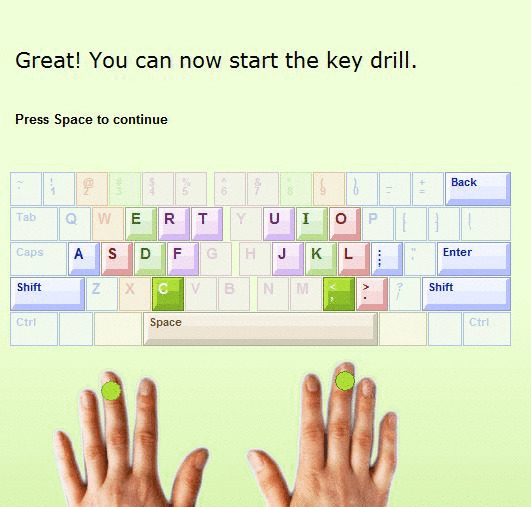 Great! You can now start the key drill.
Press Space to continue
~ ! @ # $ % ^ & * ( ) _ + Back
` 1 2 3 4 5 6 7 8 9 0 - =
Tab Q W E R T Y U I O P { } |
[ ] \
Caps A S D F G H J K L : " Enter
; '
Shift Z X C V B N M < > ? Shift
, . /
Ctrl Space Ctrl